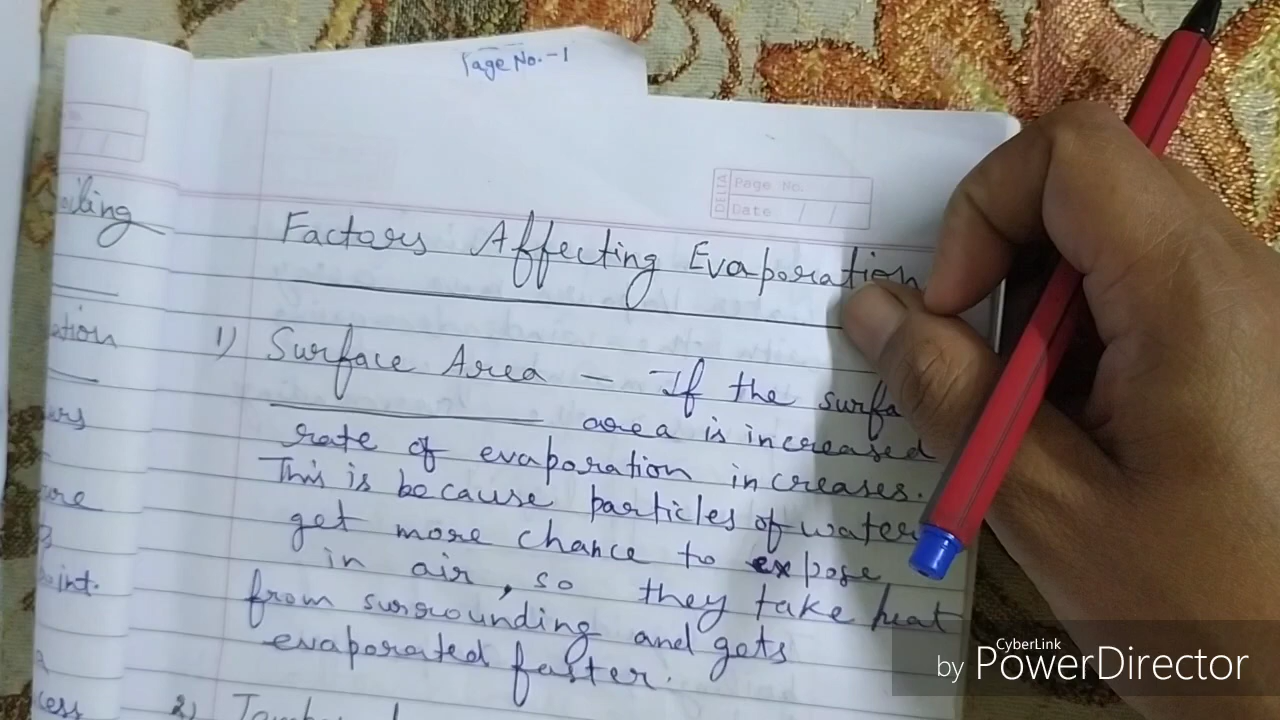 Page No.-1
DELTA
Page No.
Date / /
Factors Affecting Evaporation
1) Surface Area - If the
area is increased
rate of evaporation increases.
This is because particles of water
get more chance to expose
in air, so they take heat
from surrounding and gets
evaporated faster.
2)
CyberLink
by PowerDirector